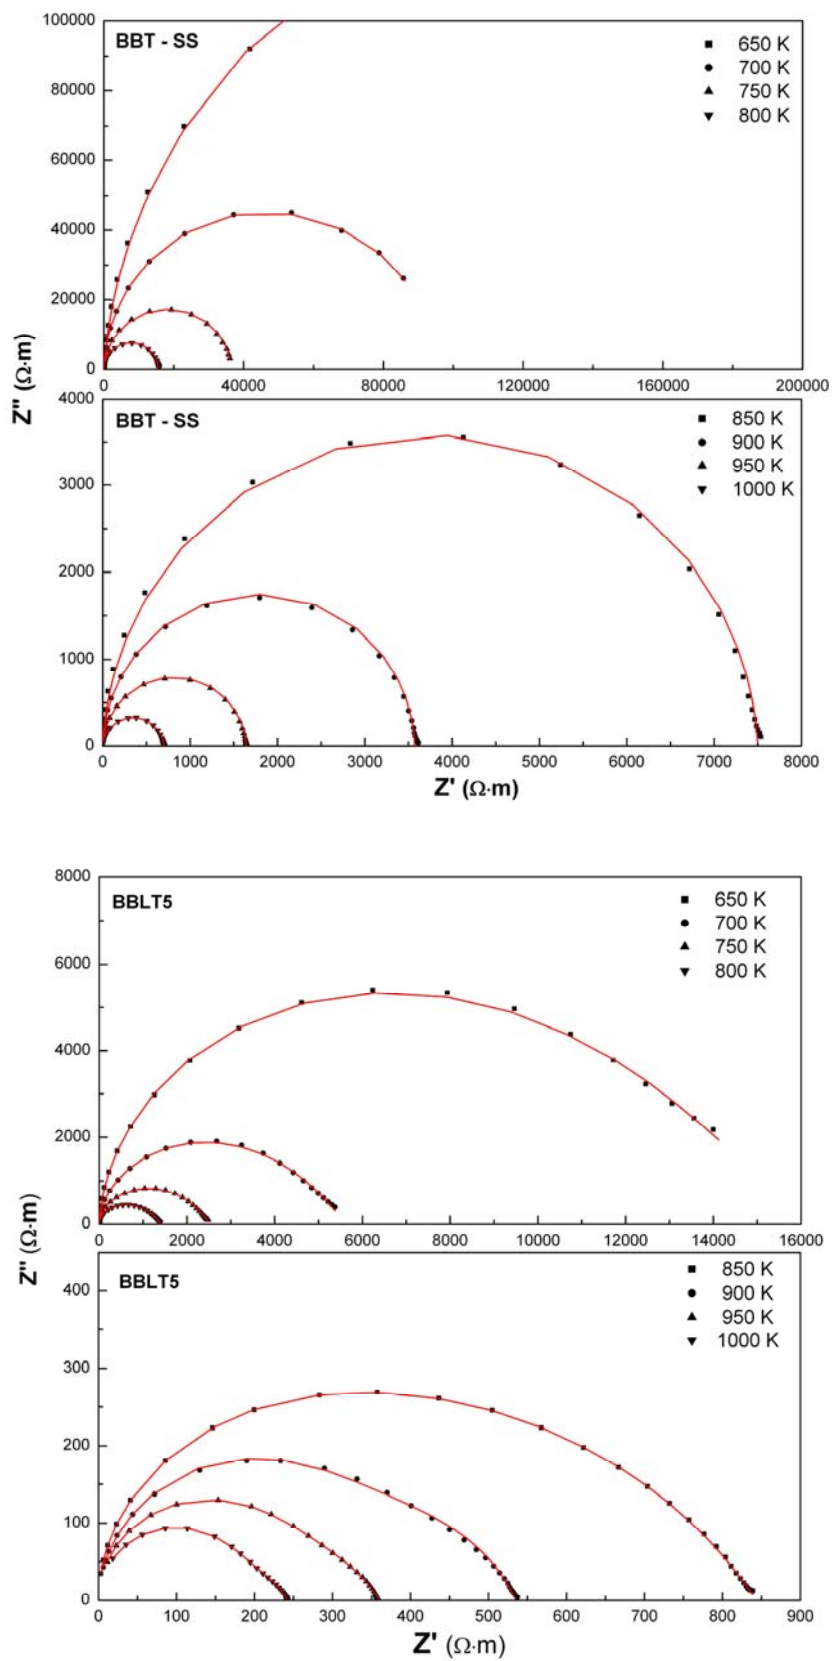 100000
BBT - SS
650 K
700 K
750 K
800 K
80000
60000
40000
20000
0
40000 80000 120000 160000 200000
Z" (Ω·m)
4000
BBT - SS
850 K
900 K
950 K
1000 K
3000
2000
1000
0
0 1000 2000 3000 4000 5000 6000 7000 8000
Z' (Ω·m)
8000
BBLT5
650 K
700 K
750 K
800 K
6000
4000
2000
0
0 2000 4000 6000 8000 10000 12000 14000 16000
Z" (Ω·m)
BBLT5
850 K
900 K
950 K
1000 K
400
300
200
100
0
0 100 200 300 400 500 600 700 800 900
Z' (Ω·m)